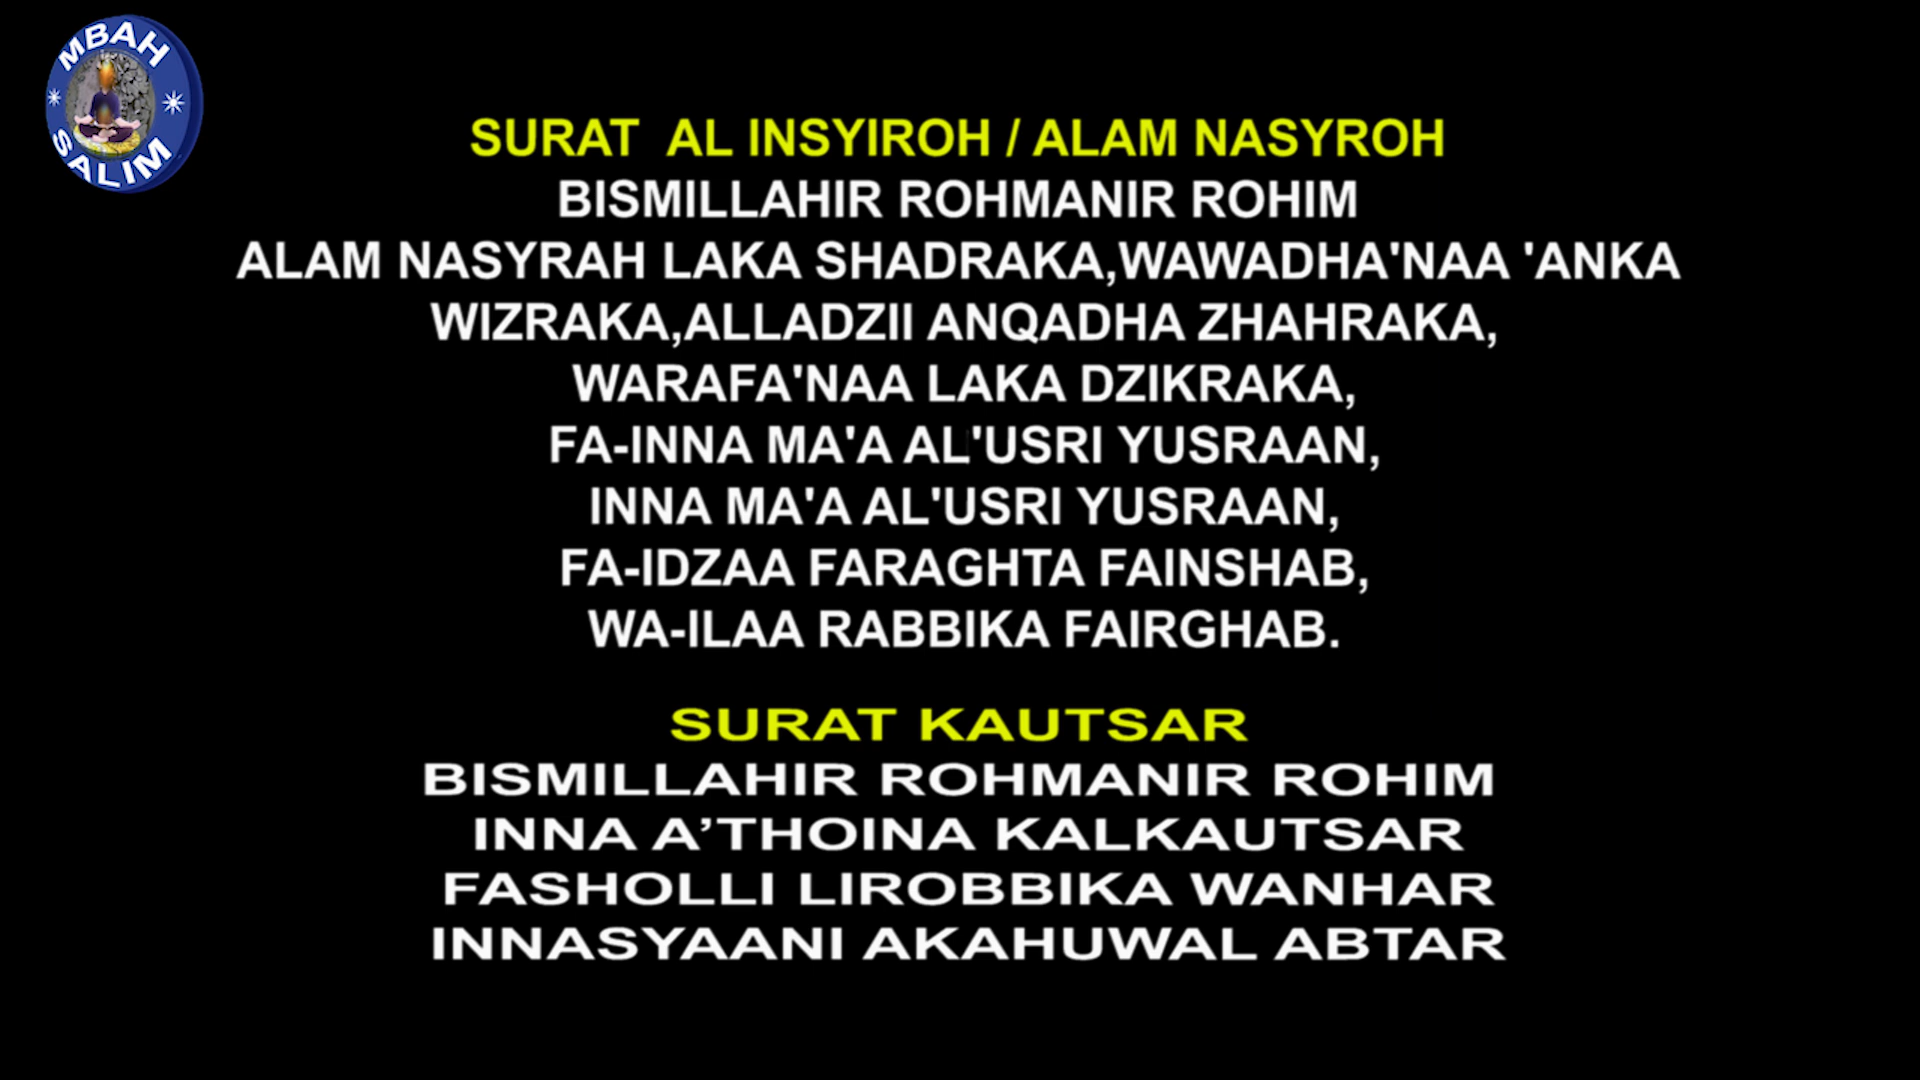 MBAH
SALIM
SURAT AL INSYIROH / ALAM NASYROH
BISMILLAHIR ROHMANIR ROHIM
ALAM NASYRAH LAKA SHADRAKA,WAWADHA'NAA 'ANKA
WIZRAKA,ALLADZII ANQADHA ZHAHRAKA,
WARAFA'NAA LAKA DZIKRAKA,
FA-INNA MA'A AL'USRI YUSRAAN,
INNA MA'A AL'USRI YUSRAAN,
FA-IDZAA FARAGHTA FAINSHAB,
WA-ILAA RABBIKA FAIRGHAB.
SURAT KAUTSAR
BISMILLAHIR ROHMANIR ROHIM
INNA A’THOINA KALKAUTSAR
FASHOLLI LIROBBIKA WANHAR
INNASYAANI AKAHUWAL ABTAR